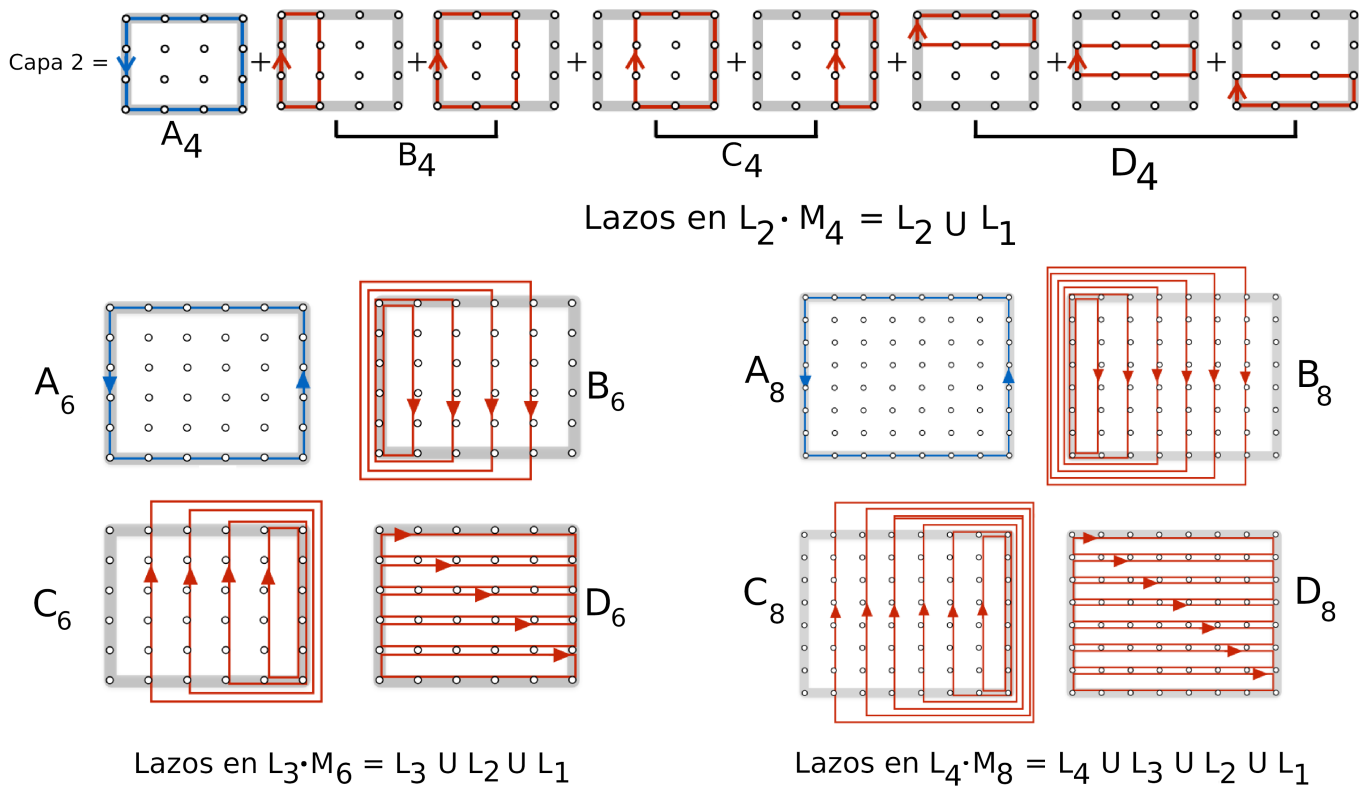 Capa 2 = + + + + + + +
A4
B4
C4
D4
Lazos en L2· M4 = L2 U L1
A6
B6
C6
D6
Lazos en L3·M6 = L3 U L2 U L1
A8
B8
C8
D8
Lazos en L4·M8 = L4 U L3 U L2 U L1